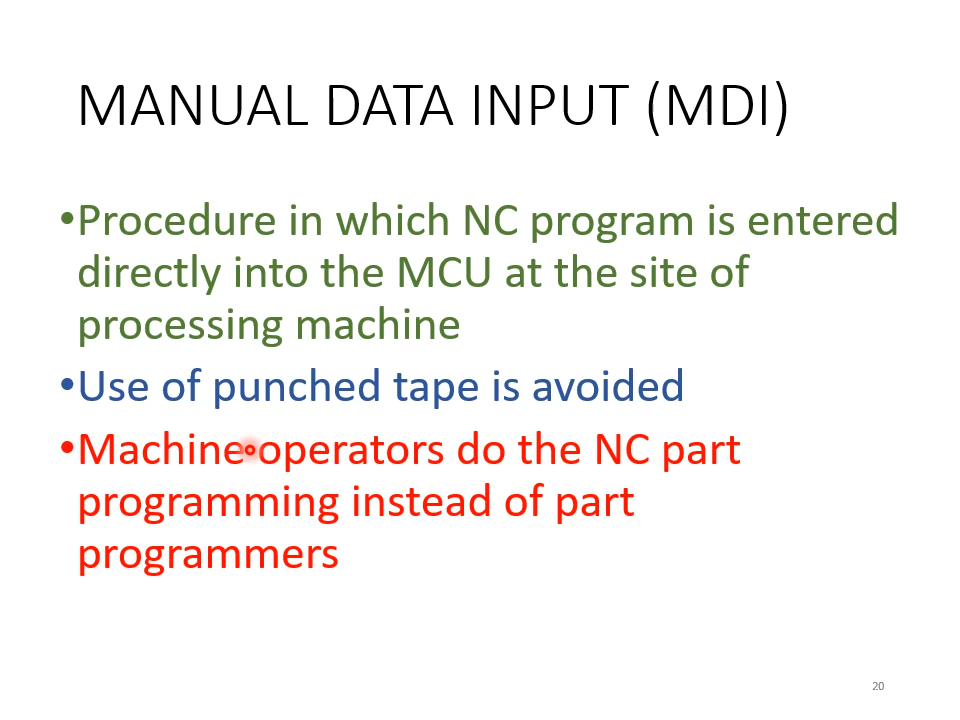 MANUAL DATA INPUT (MDI)
•Procedure in which NC program is entered
directly into the MCU at the site of
processing machine
•Use of punched tape is avoided
•Machine operators do the NC part
programming instead of part
programmers
20